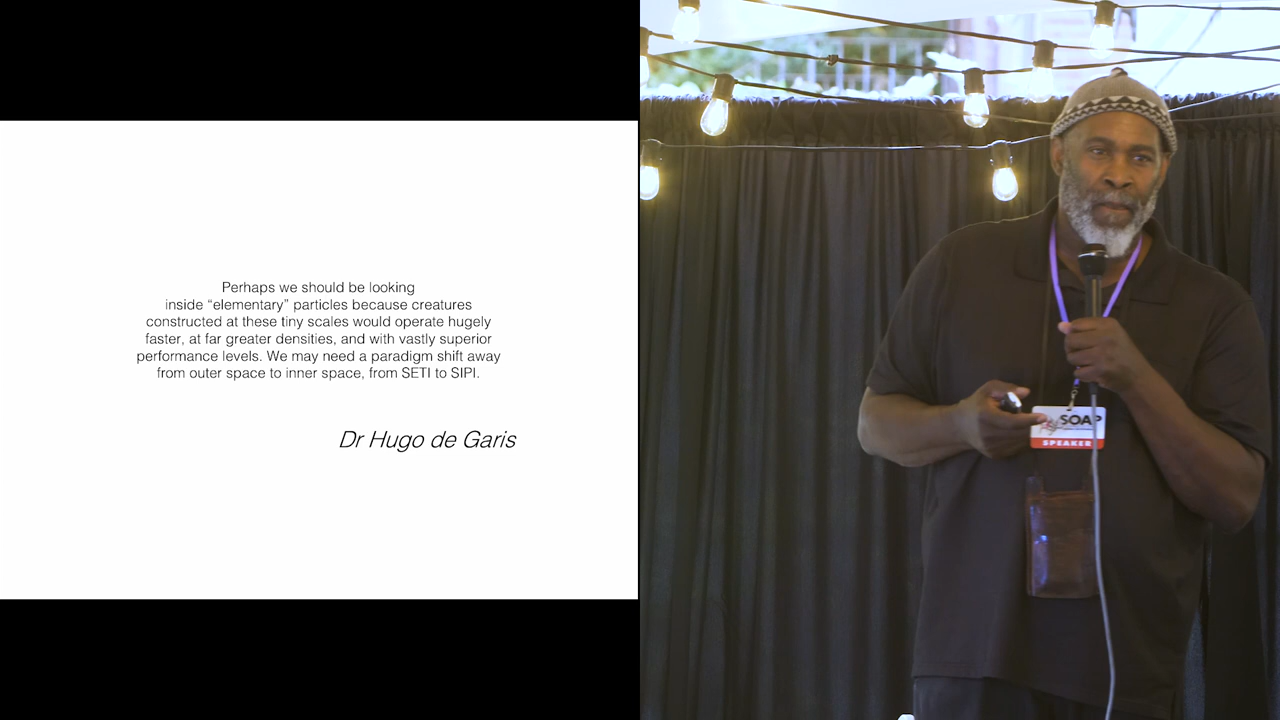 Perhaps we should be looking
inside “elementary” particles because creatures
constructed at these tiny scales would operate hugely
faster, at far greater densities, and with vastly superior
performance levels. We may need a paradigm shift away
from outer space to inner space, from SETI to SIPI.
Dr Hugo de Garis
SOAP
SPEAKER